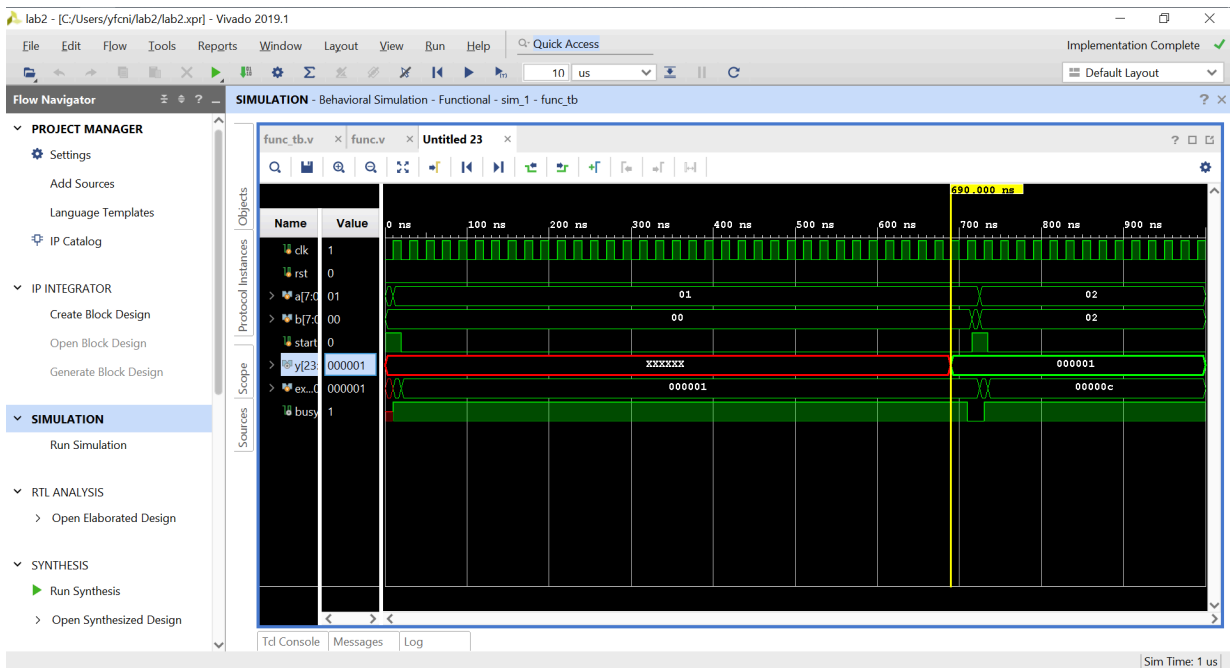 lab2 - [C:/Users/yfcni/lab2/lab2.xpr] - Vivado 2019.1
File Edit Flow Tools Reports Window Layout View Run Help Quick Access Implementation Complete
10 us Default Layout
Flow Navigator
PROJECT MANAGER
Settings
Add Sources
Language Templates
IP Catalog
IP INTEGRATOR
Create Block Design
Open Block Design
Generate Block Design
SIMULATION
Run Simulation
RTL ANALYSIS
Open Elaborated Design
SYNTHESIS
Run Synthesis
Open Synthesized Design
SIMULATION - Behavioral Simulation - Functional - sim_1 - func_tb
Objects
Protocol Instances
Scope
Sources
func_tb.v func.v Untitled 23
690.000 ns
Name Value 0 ns 100 ns 200 ns 300 ns 400 ns 500 ns 600 ns 700 ns 800 ns 900 ns
clk 1
rst 0
a[7:0 01 01 02
b[7:0 00 00 02
start 0
y[23: 000001 XXXXXX 000001
ex...0 000001 000001 00000c
busy 1
Tcl Console Messages Log
Sim Time: 1 us